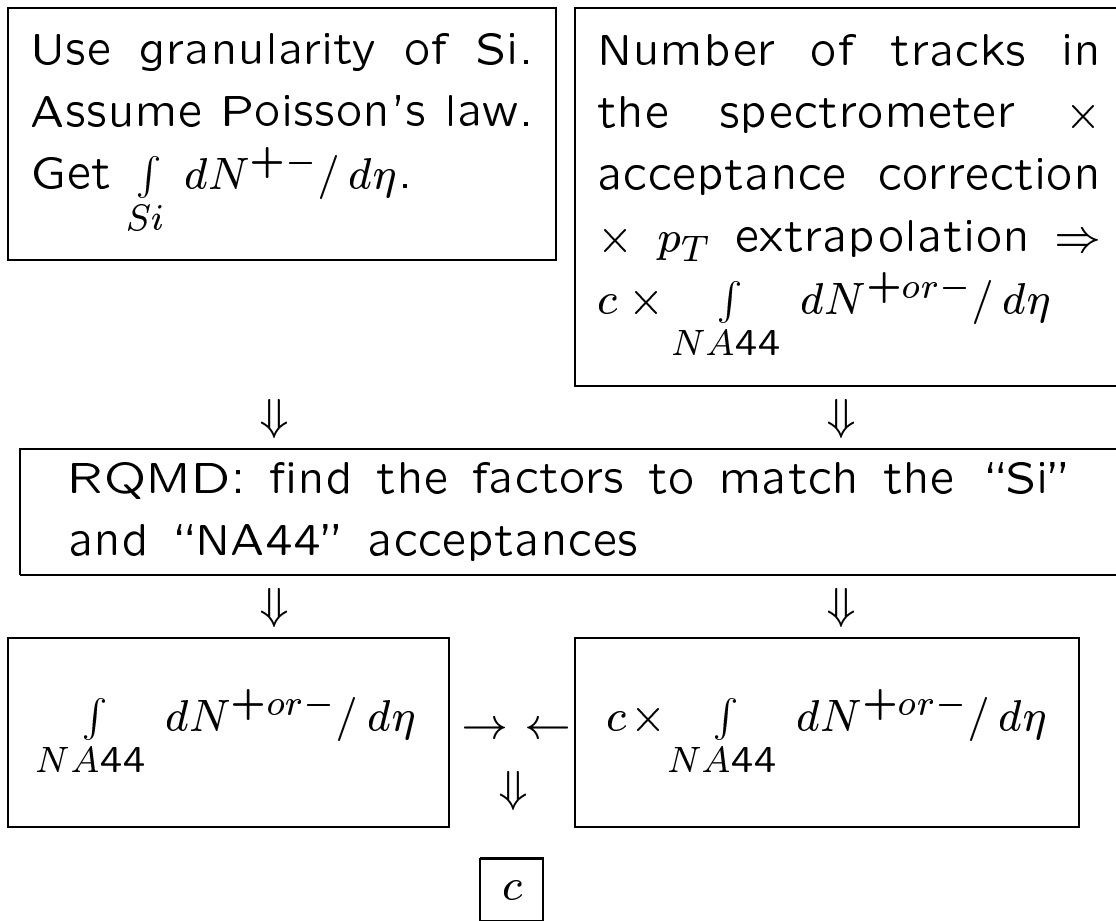 Use granularity of Si.
Assume Poisson's law.
Get ∫ dN^{+−}/ dη.
Si
Number of tracks in
the spectrometer ×
acceptance correction
× p_T extrapolation ⇒
c × ∫ dN^{+or−}/ dη
NA44
⇓ ⇓
RQMD: find the factors to match the “Si”
and “NA44” acceptances
⇓ ⇓
∫ dN^{+or−}/ dη
NA44
→ ←
c × ∫ dN^{+or−}/ dη
NA44
⇓
c